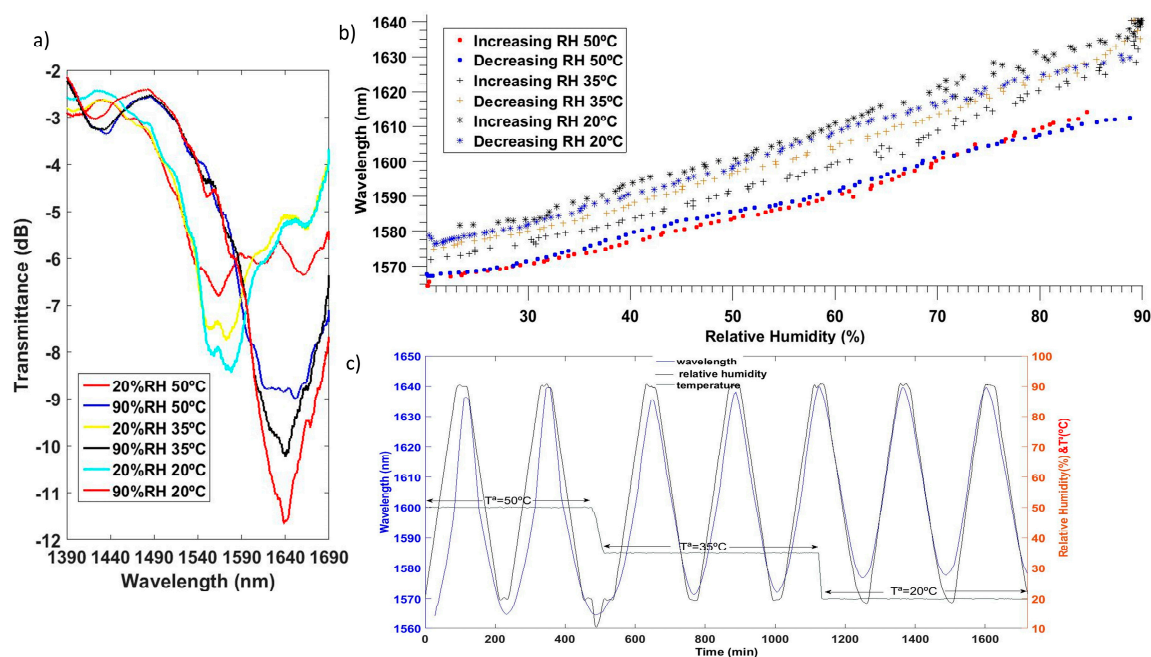 a)
-2
-3
-4
-5
-6
-7
-8
-9
-10
-11
-12
Transmittance (dB)
20%RH 50ºC
90%RH 50ºC
20%RH 35ºC
90%RH 35ºC
20%RH 20ºC
90%RH 20ºC
1390 1440 1490 1540 1590 1640 1690
Wavelength (nm)
b)
1640
1630
1620
1610
1600
1590
1580
1570
Wavelength (nm)
Increasing RH 50ºC
Decreasing RH 50ºC
Increasing RH 35ºC
Decreasing RH 35ºC
Increasing RH 20ºC
Decreasing RH 20ºC
30 40 50 60 70 80 90
Relative Humidity (%)
c)
wavelength
relative humidity
temperature
1650
1640
1630
1620
1610
1600
1590
1580
1570
1560
Wavelength (nm)
Tª=50ºC
Tª=35ºC
Tª=20ºC
100
90
80
70
60
50
40
30
20
10
Relative Humidity(%) &Tª(ºC)
0 200 400 600 800 1000 1200 1400 1600
Time (min)